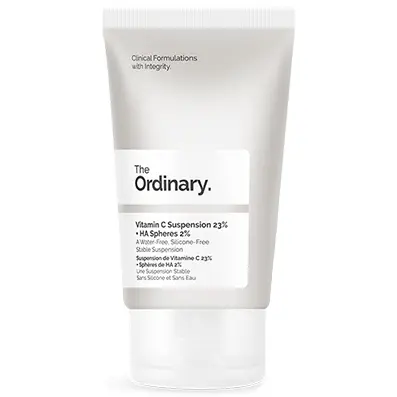 Clinical Formulations
with Integrity.
The
Ordinary.
Vitamin C Suspension 23%
+ HA Spheres 2%
A Water-Free, Silicone-Free
Stable Suspension
Suspension de Vitamine C 23%
+ Sphères de HA 2%
Une Suspension Stable
Sans Silicone et Sans Eau